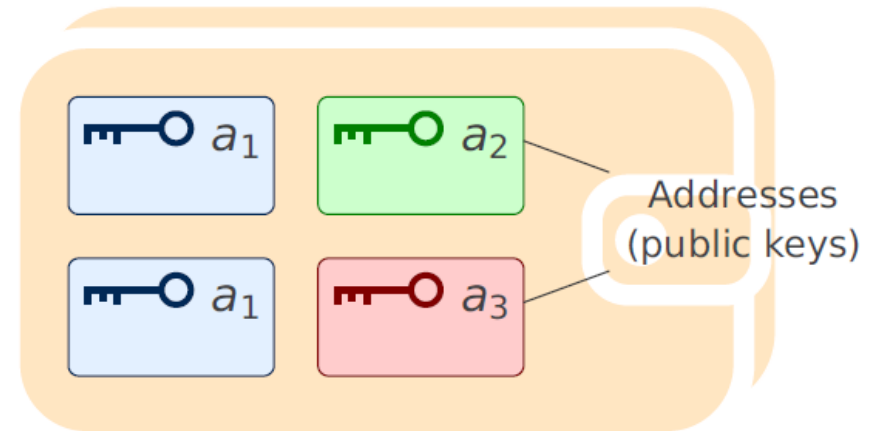 a₁
a₂
Addresses
(public keys)
a₁
a₃